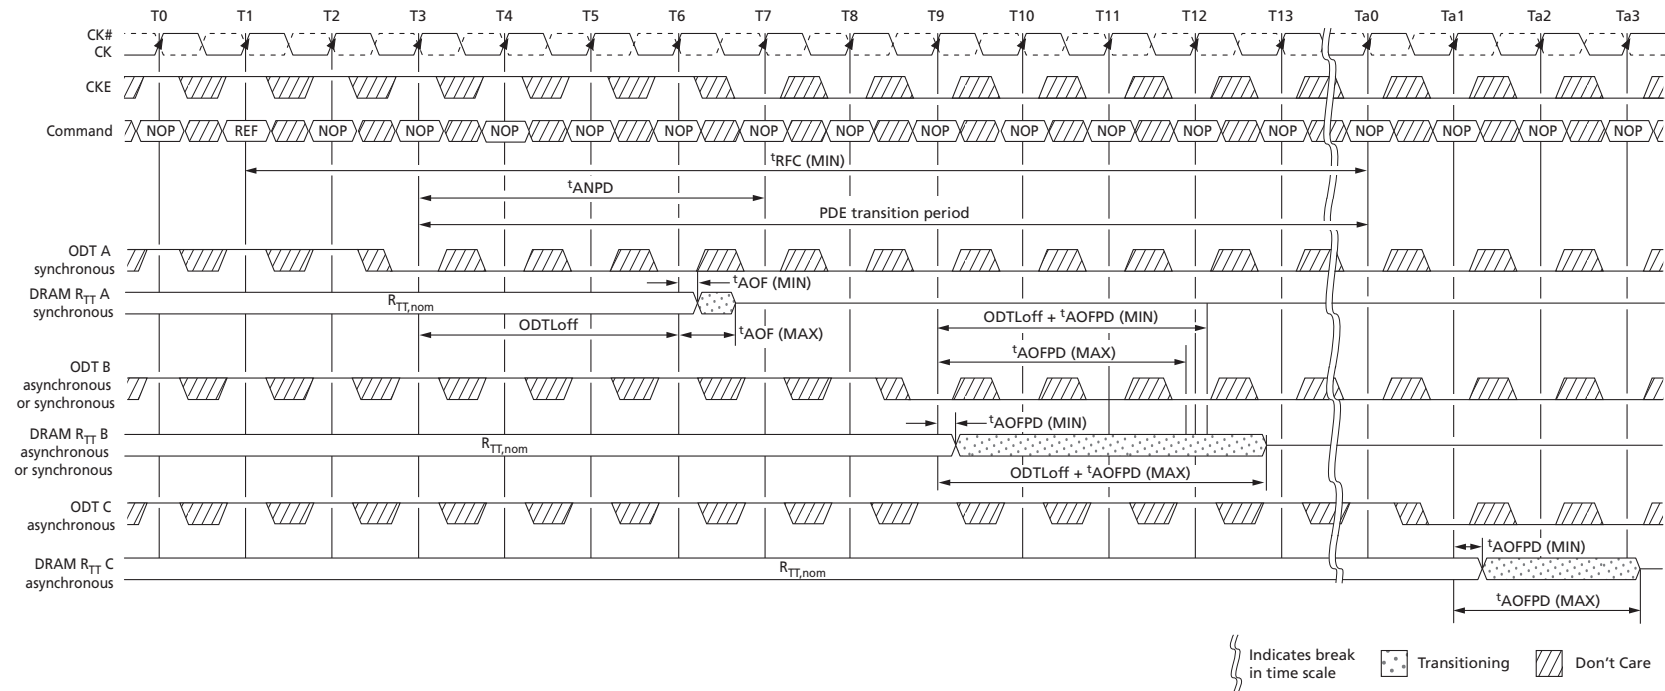 T0 T1 T2 T3 T4 T5 T6 T7 T8 T9 T10 T11 T12 T13 Ta0 Ta1 Ta2 Ta3
CK#
CK
CKE
Command NOP REF NOP NOP NOP NOP NOP NOP NOP NOP NOP NOP NOP NOP NOP NOP NOP NOP
tRFC (MIN)
tANPD
PDE transition period
ODT A
synchronous
tAOF (MIN)
DRAM RTT A
synchronous
RTT,nom
ODTLoff
tAOF (MAX)
ODTLoff + tAOFPD (MIN)
tAOFPD (MAX)
ODT B
asynchronous
or synchronous
tAOFPD (MIN)
DRAM RTT B
asynchronous
or synchronous
RTT,nom
ODTLoff + tAOFPD (MAX)
ODT C
asynchronous
tAOFPD (MIN)
DRAM RTT C
asynchronous
RTT,nom
tAOFPD (MAX)
Indicates break
in time scale
Transitioning
Don't Care